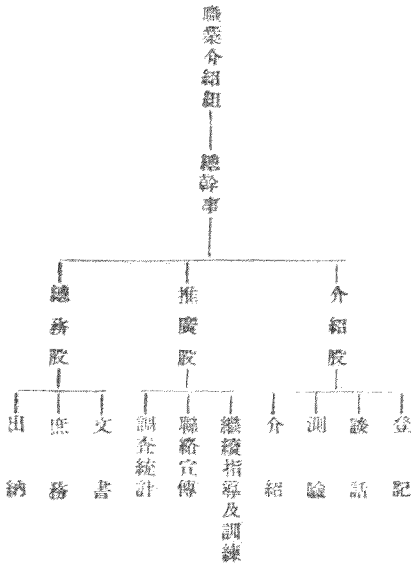 職業介紹組
總幹事
介紹股
推廣股
總務股
登記
談話
測驗
介紹
繼續指導及訓練
聯絡宣傳
調查統計
文書
庶務
出納